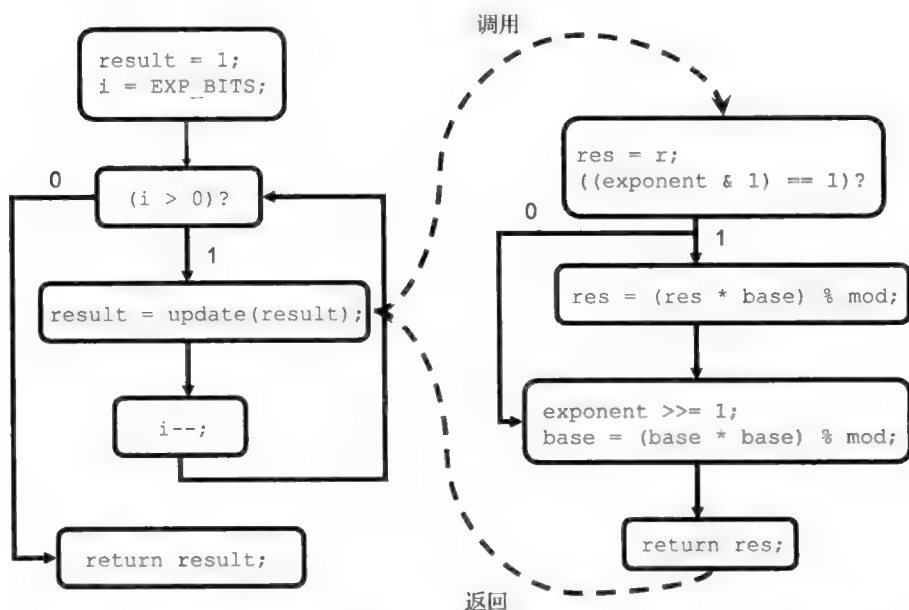 调用
result = 1;
i = EXP_BITS;
0
(i > 0)?
1
result = update(result);
i--;
return result;
res = r;
((exponent & 1) == 1)?
0
1
res = (res * base) % mod;
exponent >>= 1;
base = (base * base) % mod;
return res;
返回